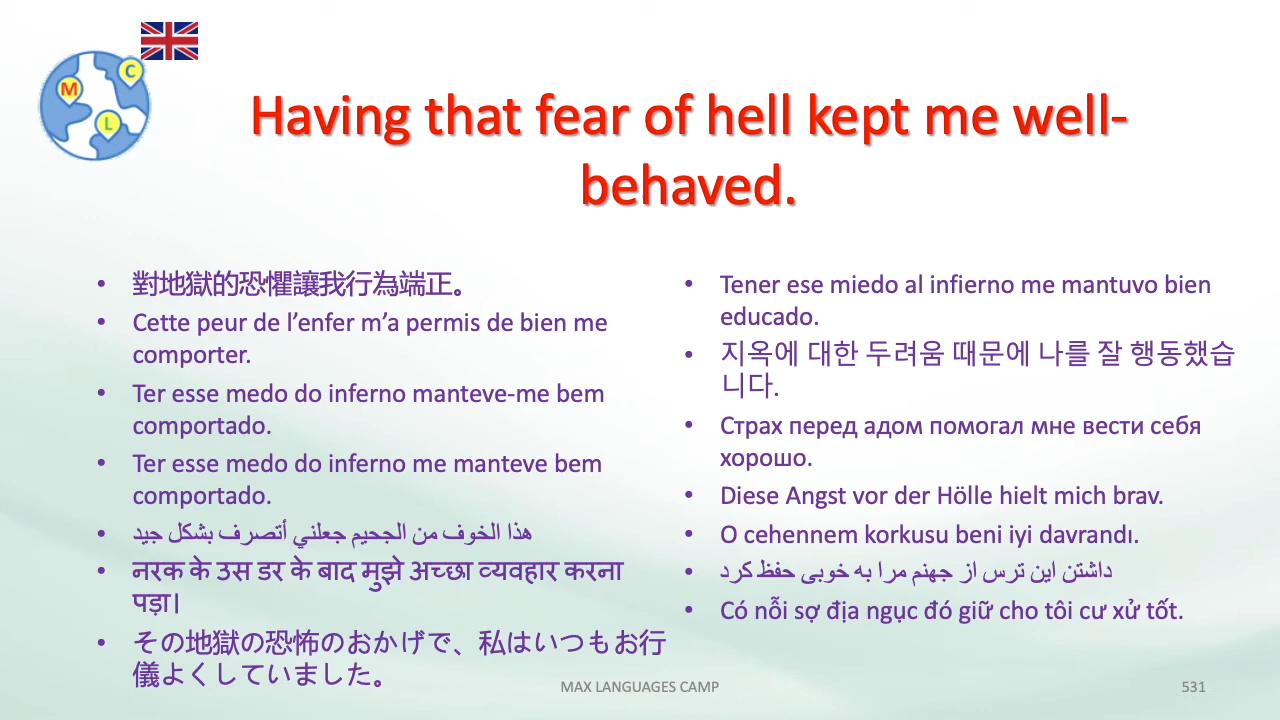 M
C
L
Having that fear of hell kept me well-
behaved.
對地獄的恐懼讓我行為端正。
Cette peur de l’enfer m’a permis de bien me
comporter.
Ter esse medo do inferno manteve-me bem
comportado.
Ter esse medo do inferno me manteve bem
comportado.
هذا الخوف من الجحيم جعلني أتصرف بشكل جيد
नरक के उस डर के बाद मुझे अच्छा व्यवहार करना
पड़ा।
その地獄の恐怖のおかげで、私はいつもお行
儀よくしていました。
Tener ese miedo al infierno me mantuvo bien
educado.
지옥에 대한 두려움 때문에 나를 잘 행동했습
니다.
Страх перед адом помогал мне вести себя
хорошо.
Diese Angst vor der Hölle hielt mich brav.
O cehennem korkusu beni iyi davrandı.
داشتن این ترس از جهنم مرا به خوبی حفظ کرد
Có nỗi sợ địa ngục đó giữ cho tôi cư xử tốt.
MAX LANGUAGES CAMP
531